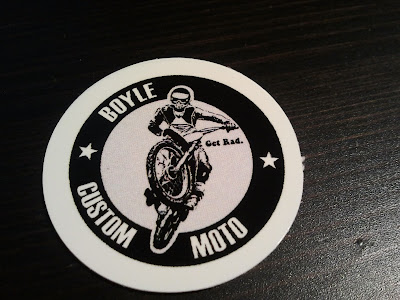 BOYLE
Get Rad.
CUSTOM
MOTO